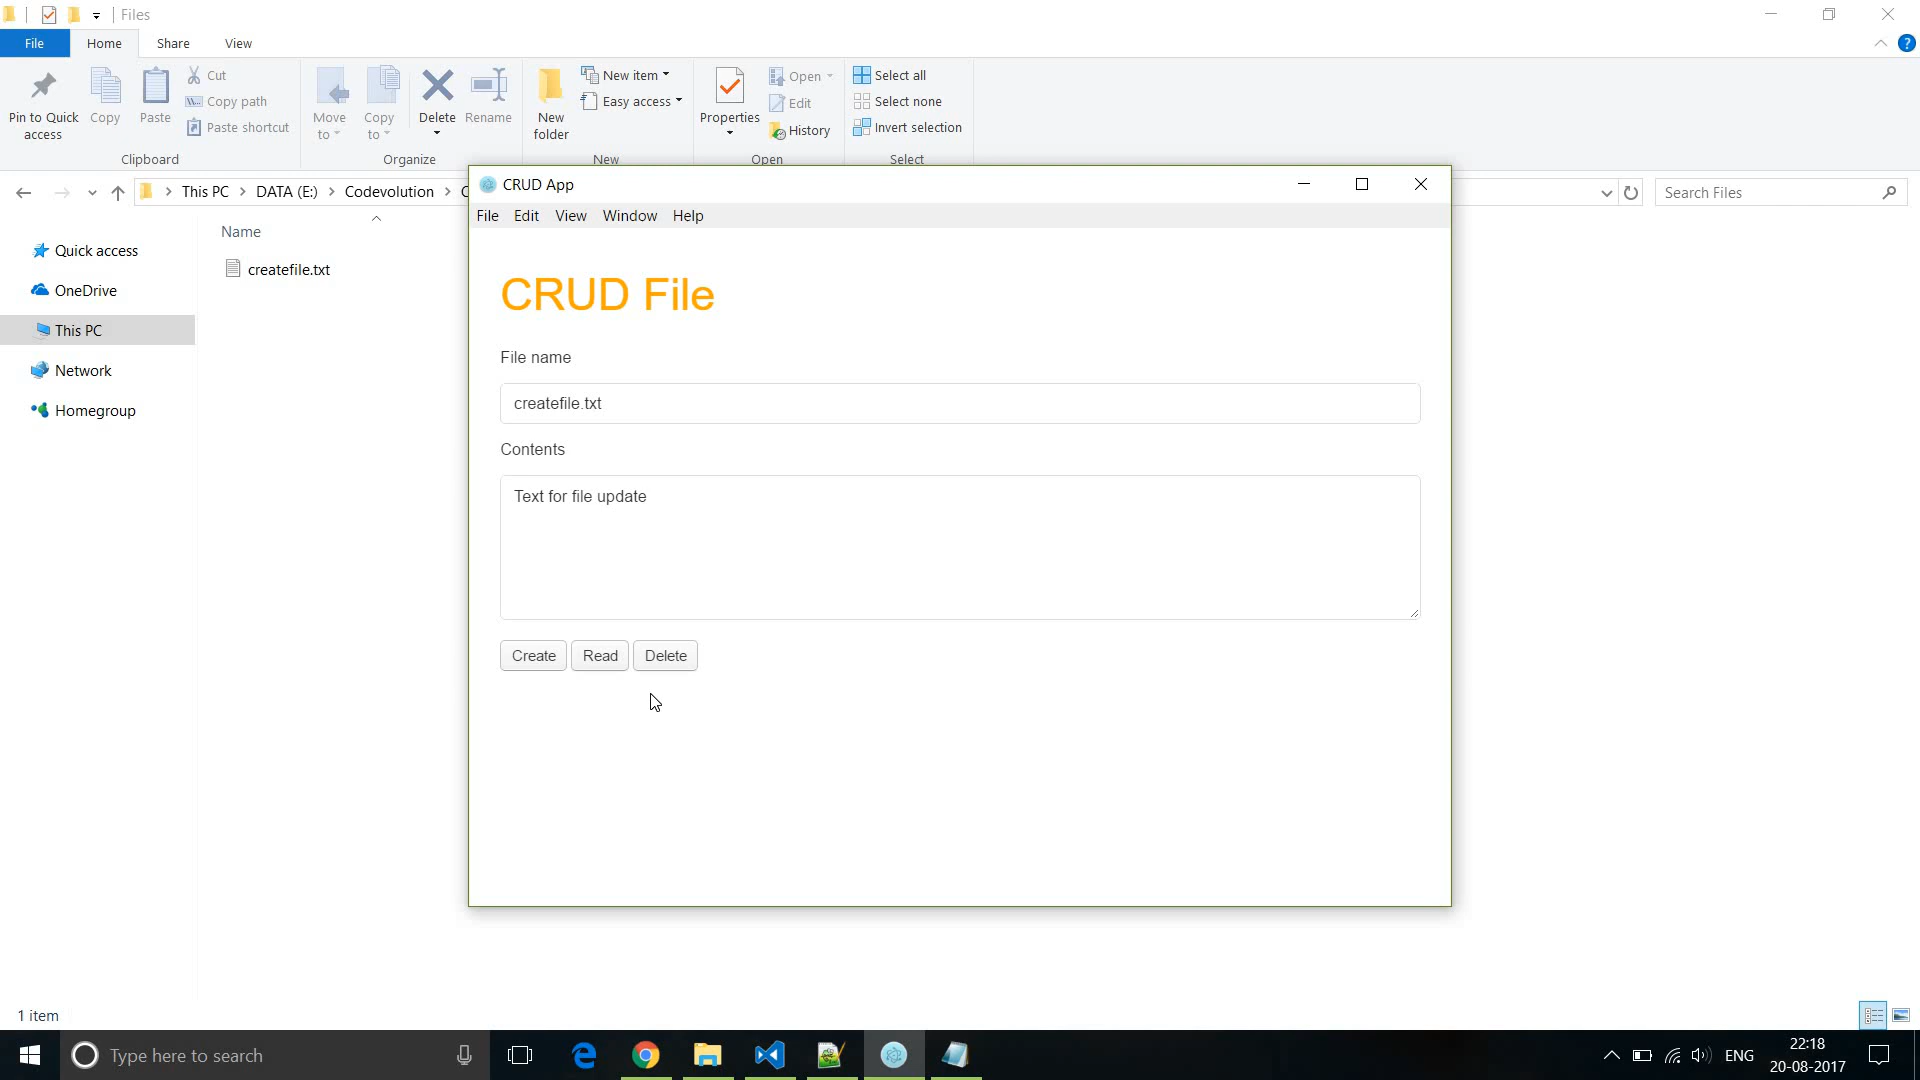 Files
File Home Share View
Pin to Quick access
Copy
Paste
Cut
Copy path
Paste shortcut
Clipboard
Move to
Copy to
Delete
Rename
Organize
New folder
New item
Easy access
New
Properties
Open
Edit
History
Open
Select all
Select none
Invert selection
Select
This PC DATA (E:) Codevolution C
Search Files
Name
createfile.txt
Quick access
OneDrive
This PC
Network
Homegroup
CRUD App
File Edit View Window Help
CRUD File
File name
createfile.txt
Contents
Text for file update
Create Read Delete
1 item
Type here to search
ENG
22:18
20-08-2017